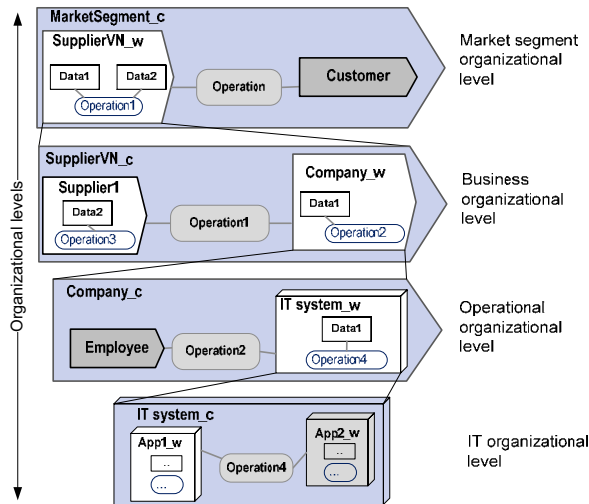 Organizational levels
MarketSegment_c
SupplierVN_w
Data1
Data2
Operation1
Operation
Customer
Market segment
organizational
level
SupplierVN_c
Supplier1
Data2
Operation3
Operation1
Company_w
Data1
Operation2
Business
organizational
level
Company_c
Employee
Operation2
IT system_w
Data1
Operation4
Operational
organizational
level
IT system_c
App1_w
..
...
Operation4
App2_w
..
...
IT organizational
level